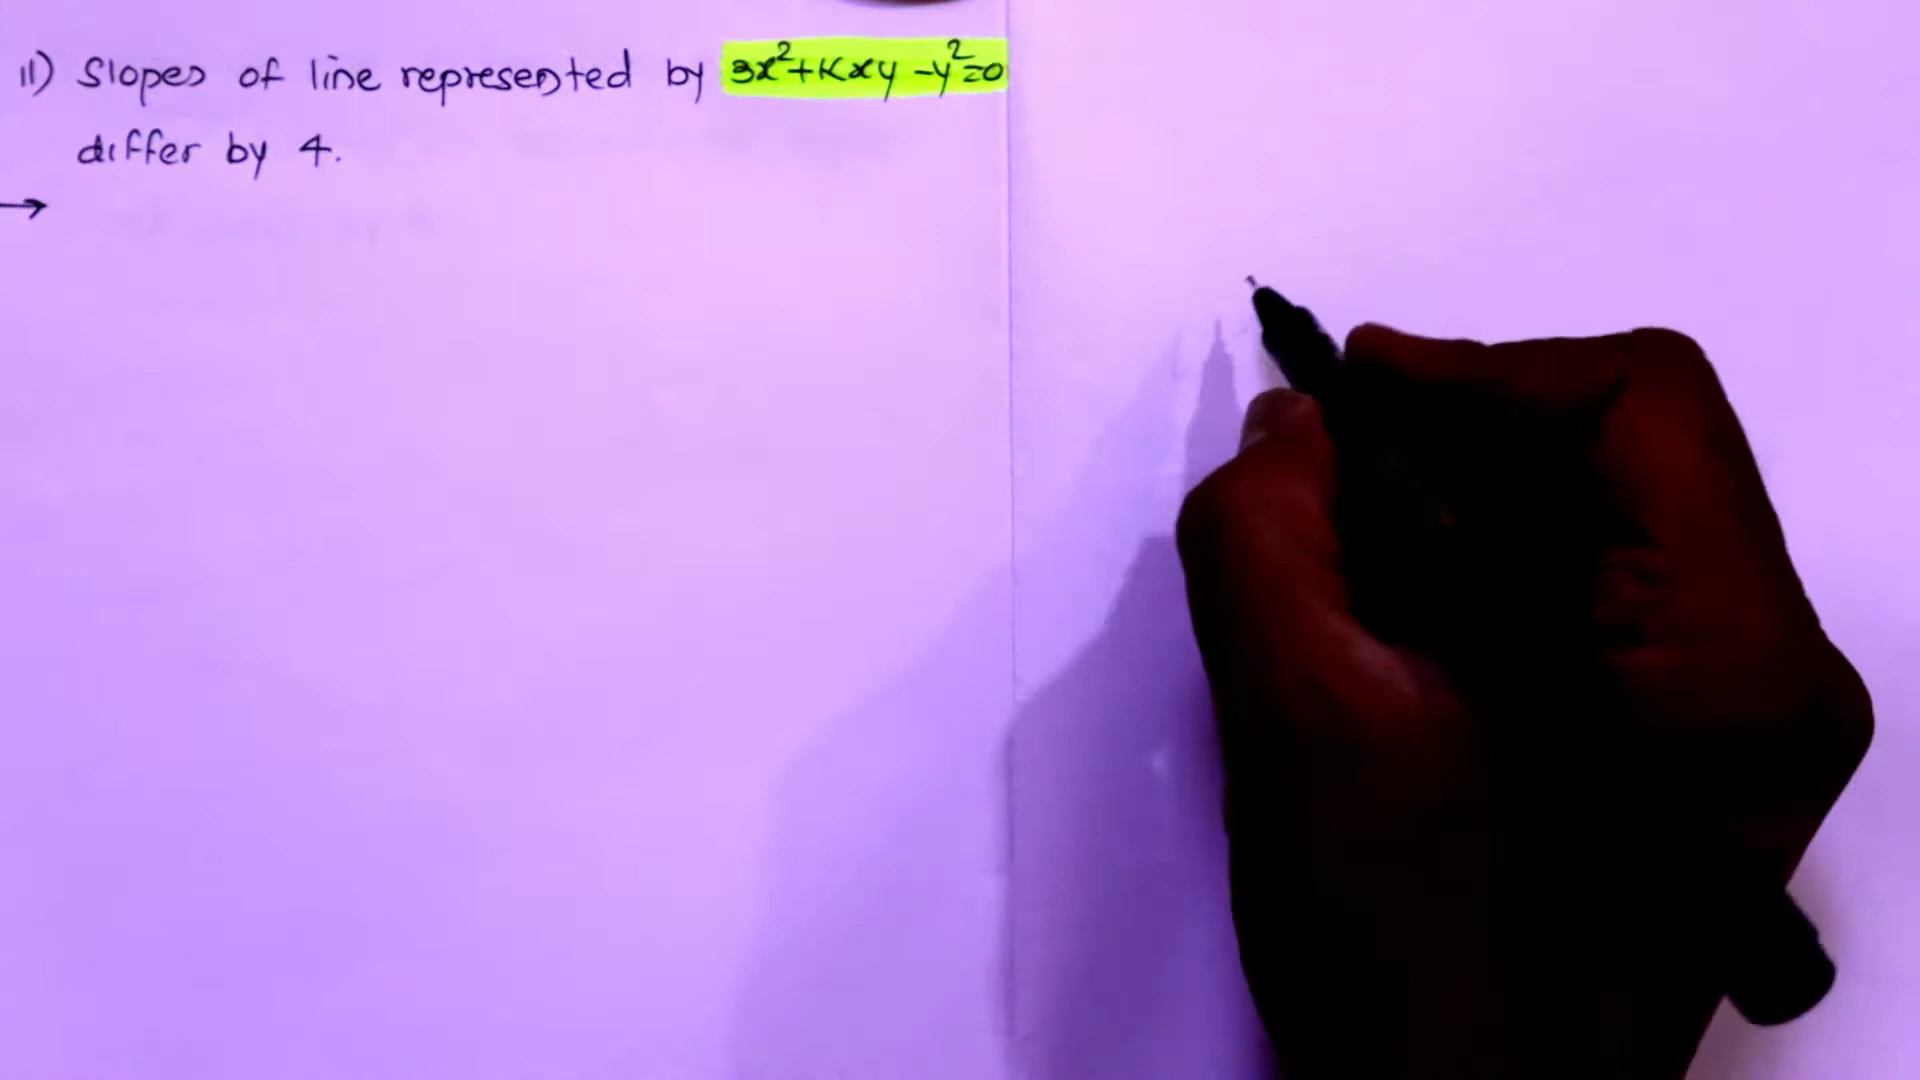 11) Slopes of line represented by 3x²+Kxy-y²=0
differ by 4.
→